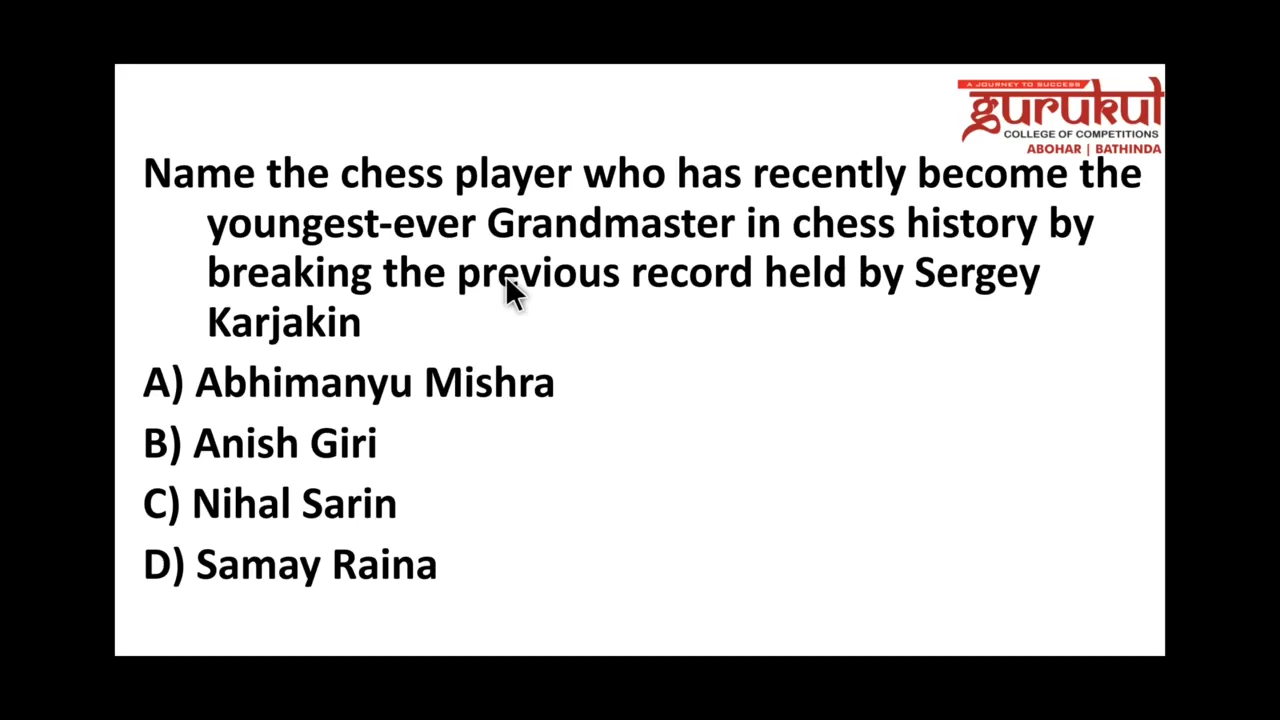 A JOURNEY TO SUCCESS
gurukul
COLLEGE OF COMPETITIONS
ABOHAR | BATHINDA
Name the chess player who has recently become the
youngest-ever Grandmaster in chess history by
breaking the previous record held by Sergey
Karjakin
A) Abhimanyu Mishra
B) Anish Giri
C) Nihal Sarin
D) Samay Raina